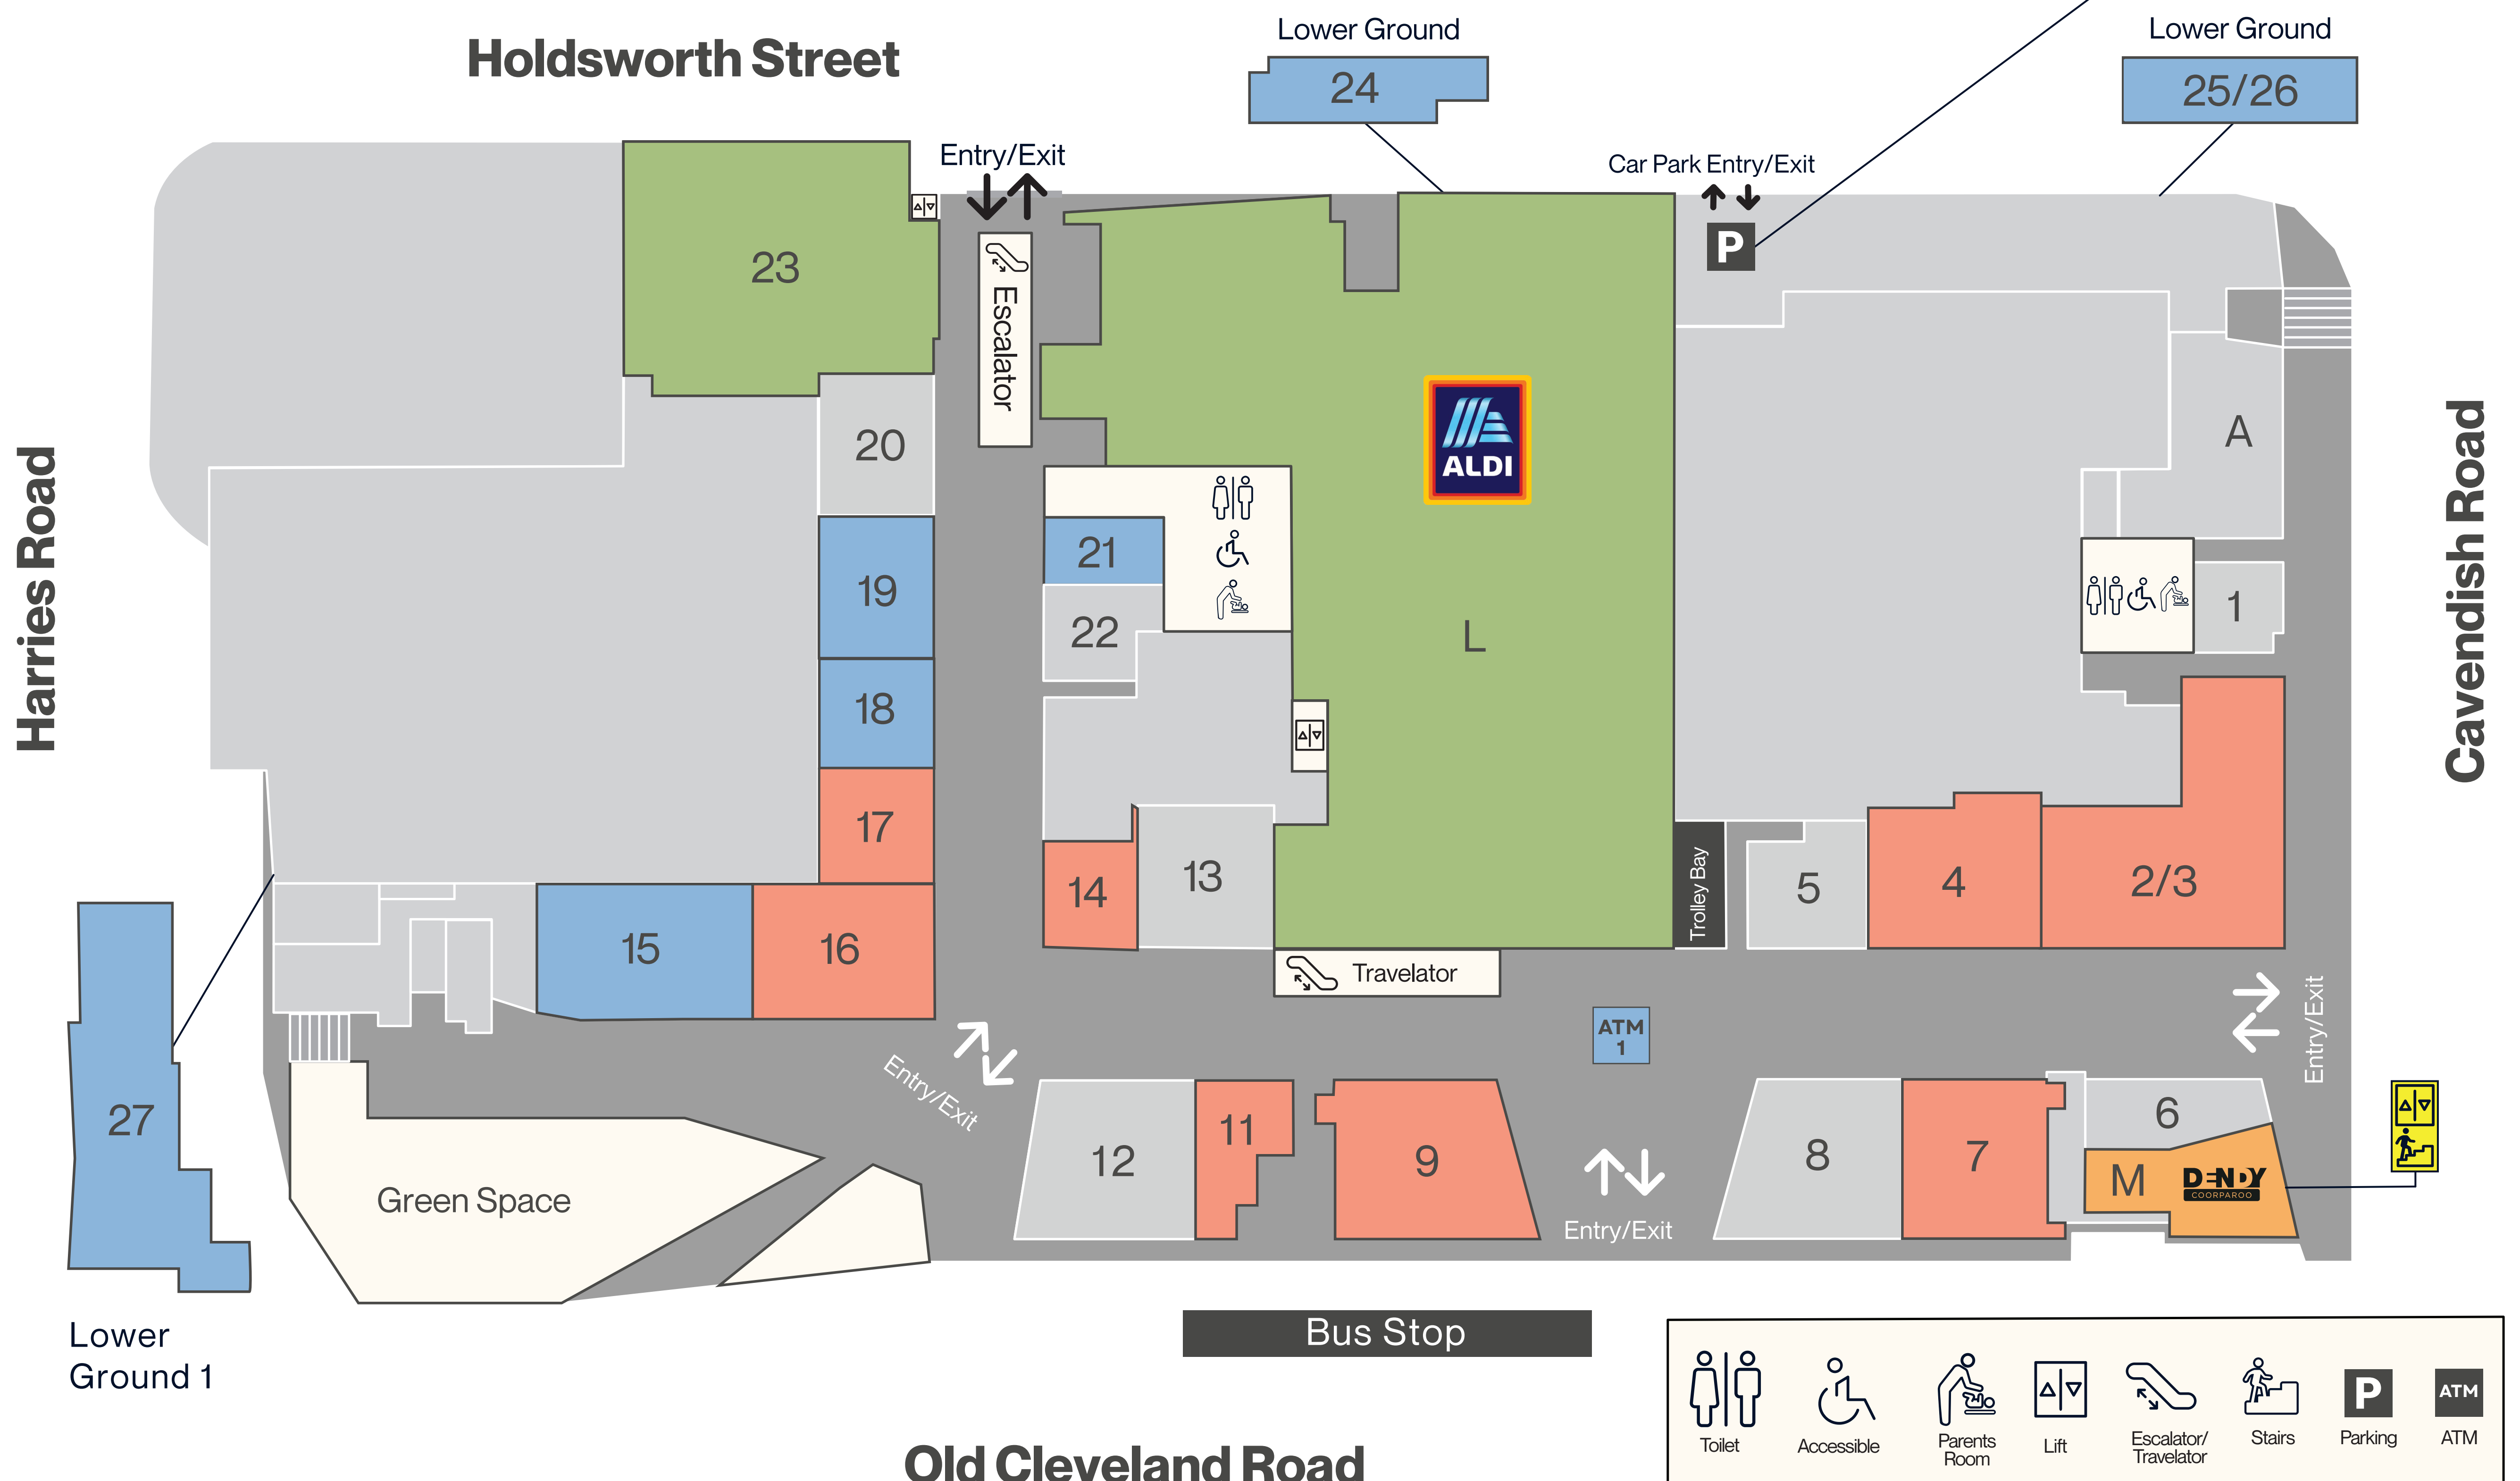 Lower Ground
Lower Ground
Holdsworth Street
24
25/26
Entry/Exit
Car Park Entry/Exit
P
23
Escalator
ALDI
20
A
Harries Road
Cavendish Road
21
19
1
22
L
18
17
14
13
Trolley Bay
5
4
2/3
15
16
Travelator
ATM
1
Entry/Exit
Entry/Exit
27
12
11
9
8
7
6
M
DENDY
COORPAROO
Green Space
Entry/Exit
Bus Stop
Lower
Ground 1
P
ATM
Toilet
Accessible
Parents
Room
Lift
Escalator/
Travelator
Stairs
Parking
ATM
Old Cleveland Road